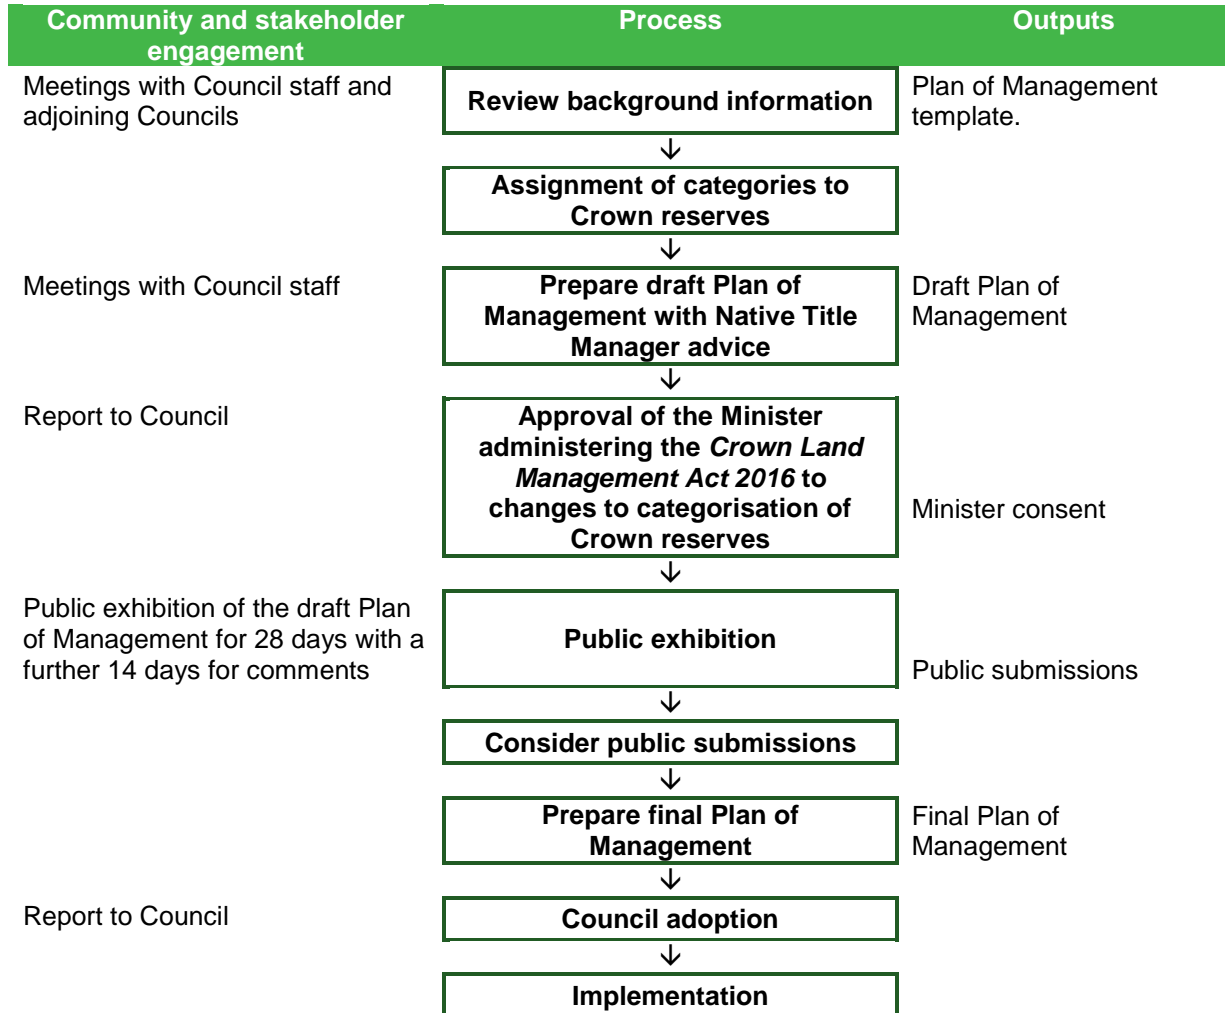 Community and stakeholder
engagement
Process
Outputs
Meetings with Council staff and
adjoining Councils
Review background information
Plan of Management
template.
↓
Assignment of categories to
Crown reserves
↓
Meetings with Council staff
Prepare draft Plan of
Management with Native Title
Manager advice
Draft Plan of
Management
↓
Report to Council
Approval of the Minister
administering the Crown Land
Management Act 2016 to
changes to categorisation of
Crown reserves
Minister consent
↓
Public exhibition of the draft Plan
of Management for 28 days with a
further 14 days for comments
Public exhibition
Public submissions
↓
Consider public submissions
↓
Prepare final Plan of
Management
Final Plan of
Management
↓
Report to Council
Council adoption
↓
Implementation